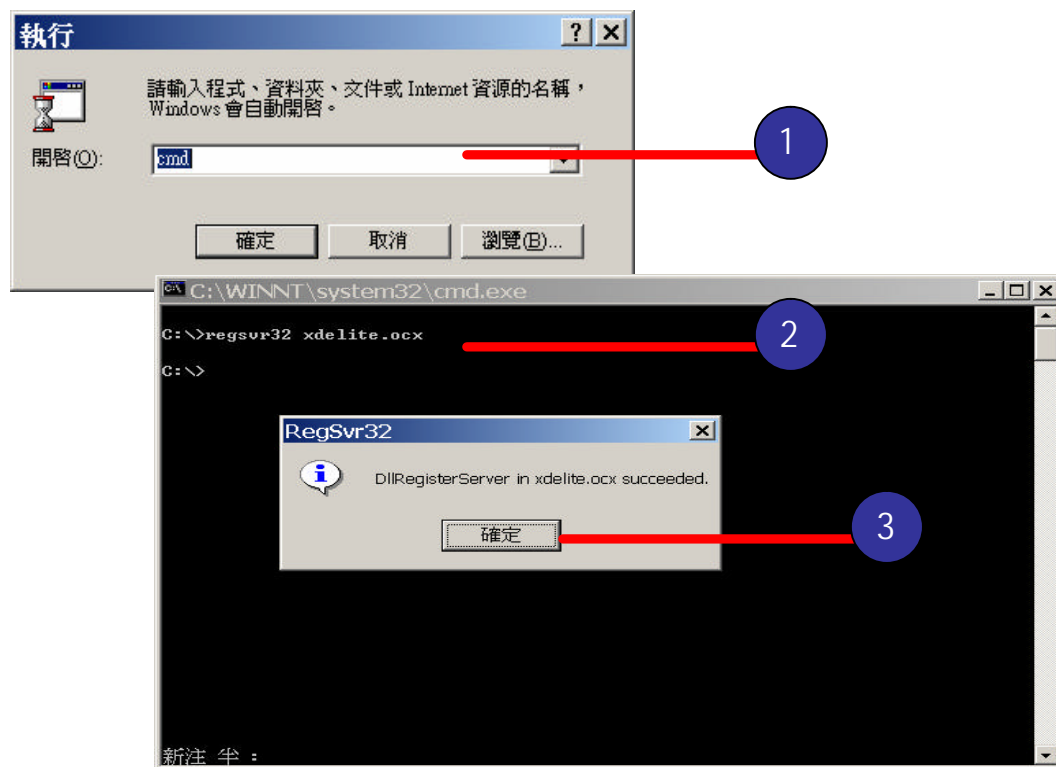 執行
請輸入程式、資料夾、文件或 Internet 資源的名稱，
Windows 會自動開啓。
開啓(O):
cmd
確定
取消
瀏覽(B)...
1
C:\WINNT\system32\cmd.exe
C:\>regsvr32 xdelite.ocx
2
C:\>
RegSvr32
DllRegisterServer in xdelite.ocx succeeded.
確定
3
新注 半 :